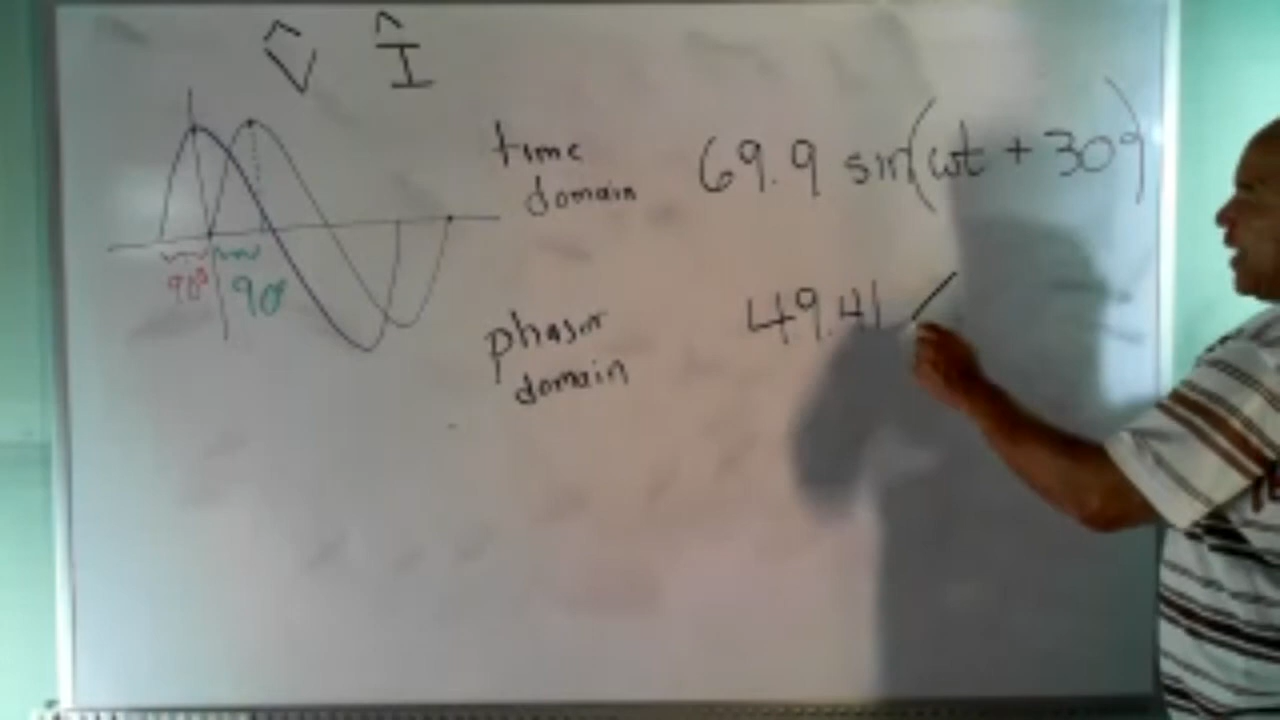 V̂ Î
time
domain
69.9 sin(ωt + 30°)
90°
90°
phasor
domain
49.41 ∠